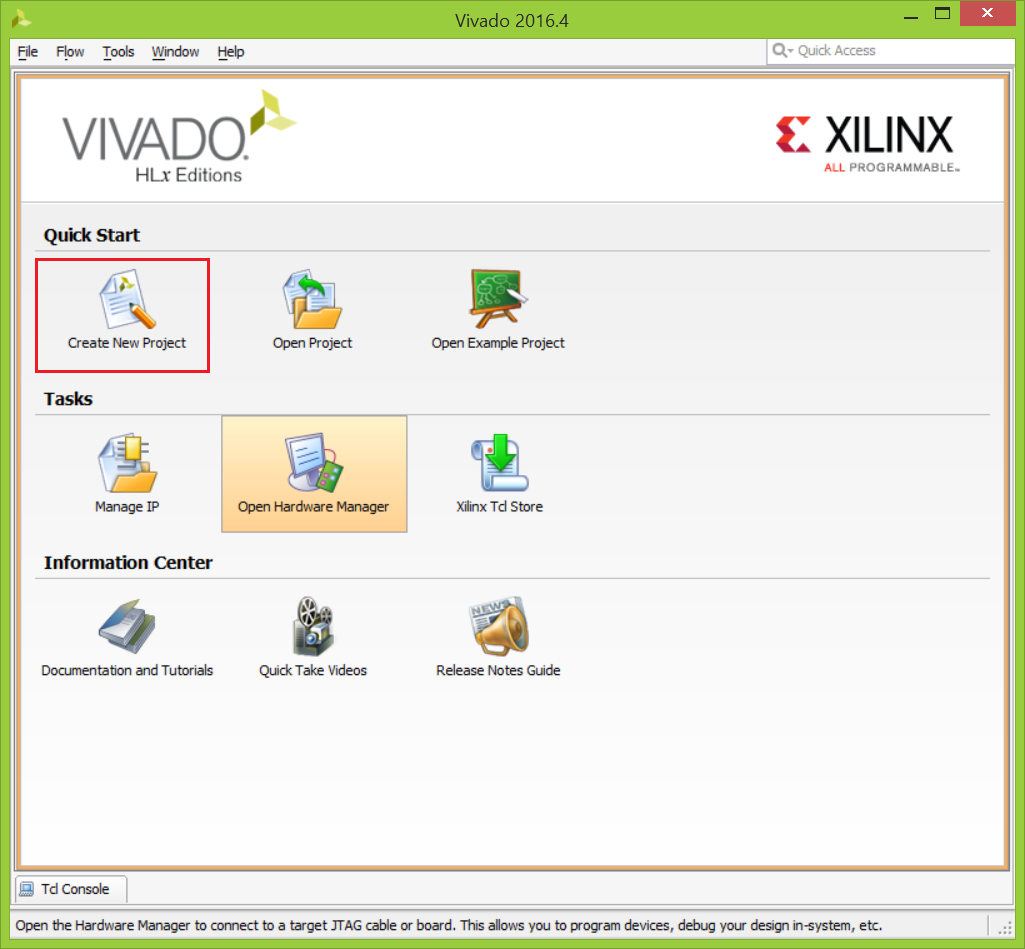 Vivado 2016.4
File Flow Tools Window Help
Quick Access
VIVADO.
HLx Editions
XILINX
ALL PROGRAMMABLE™
Quick Start
Create New Project
Open Project
Open Example Project
Tasks
Manage IP
Open Hardware Manager
Xilinx Tcl Store
Information Center
NEWS
Documentation and Tutorials
Quick Take Videos
Release Notes Guide
Tcl Console
Open the Hardware Manager to connect to a target JTAG cable or board. This allows you to program devices, debug your design in-system, etc.